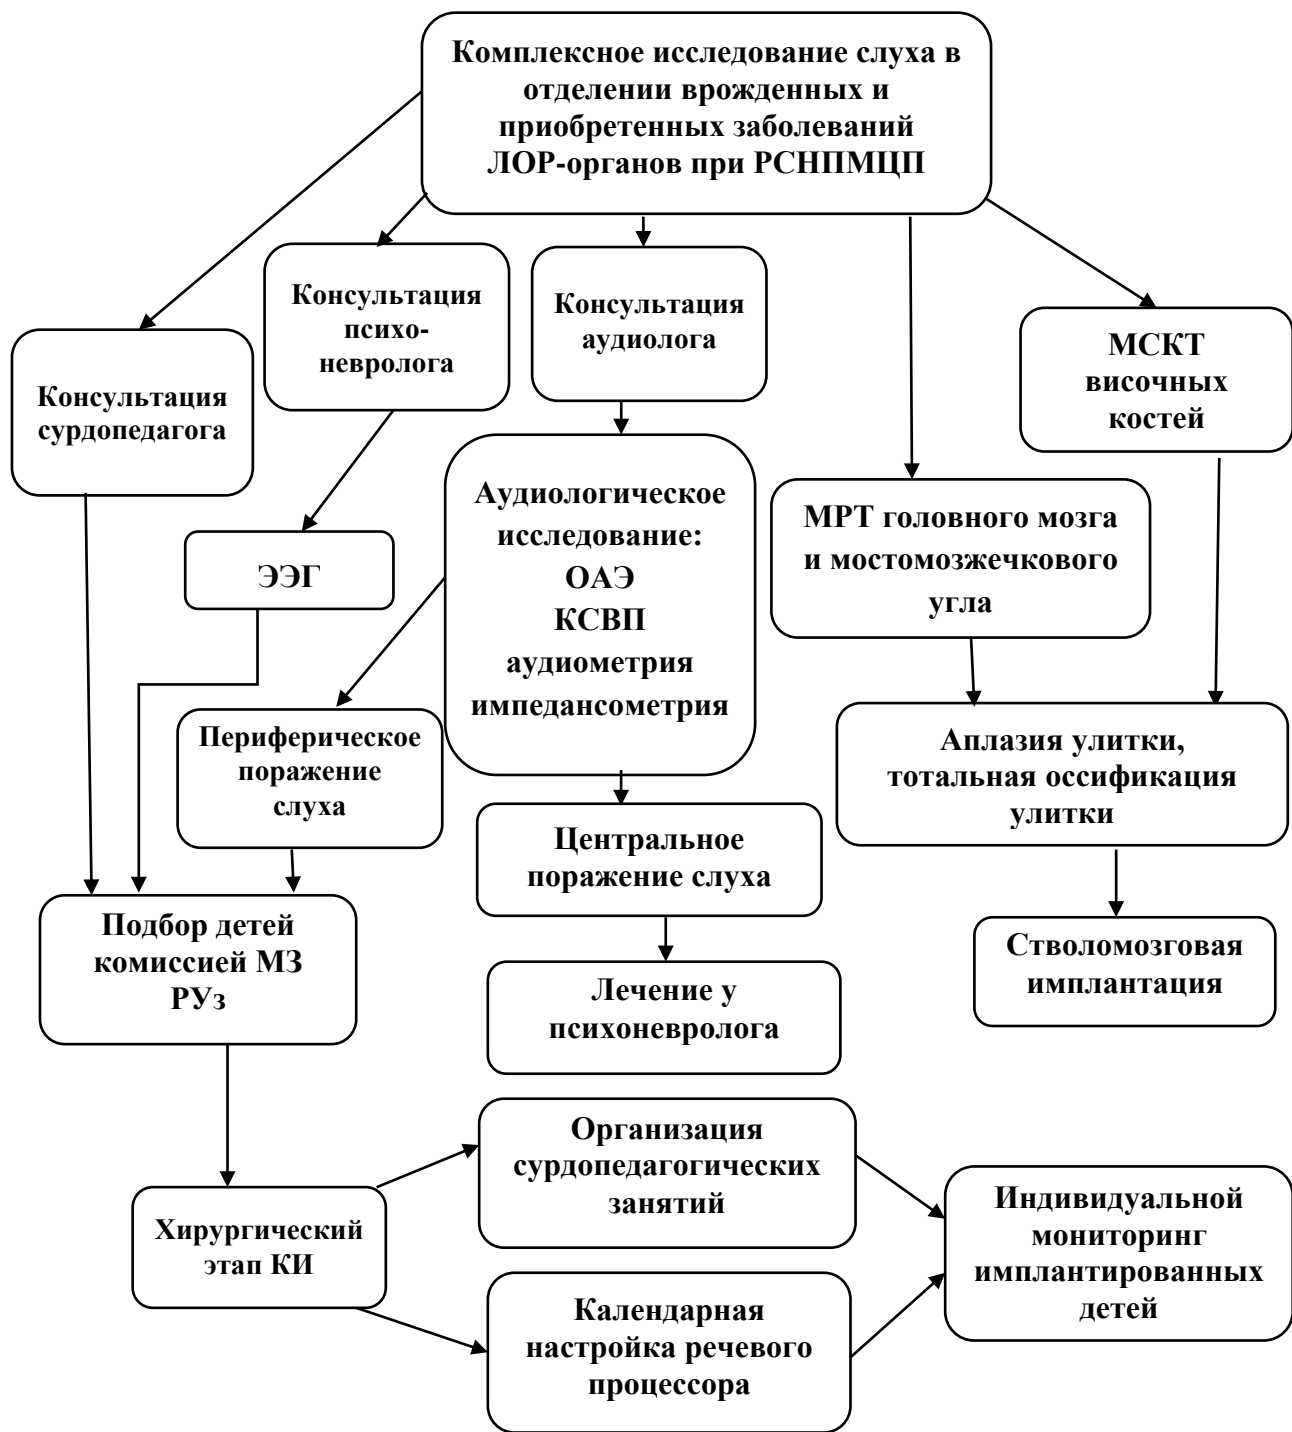 Комплексное исследование слуха в
отделении врожденных и
приобретенных заболеваний
ЛОР-органов при РСНПМЦП
Консультация
сурдопедагога
Консультация
психо-
невролога
Консультация
аудиолога
МСКТ
височных
костей
ЭЭГ
Аудиологическое
исследование:
ОАЭ
КСВП
аудиометрия
импедансометрия
МРТ головного мозга
и мостомозжечкового
угла
Периферическое
поражение
слуха
Аплазия улитки,
тотальная оссификация
улитки
Центральное
поражение слуха
Подбор детей
комиссией МЗ
РУз
Стволомозговая
имплантация
Лечение у
психоневролога
Организация
сурдопедагогических
занятий
Хирургический
этап КИ
Индивидуальной
мониторинг
имплантированных
детей
Календарная
настройка речевого
процессора